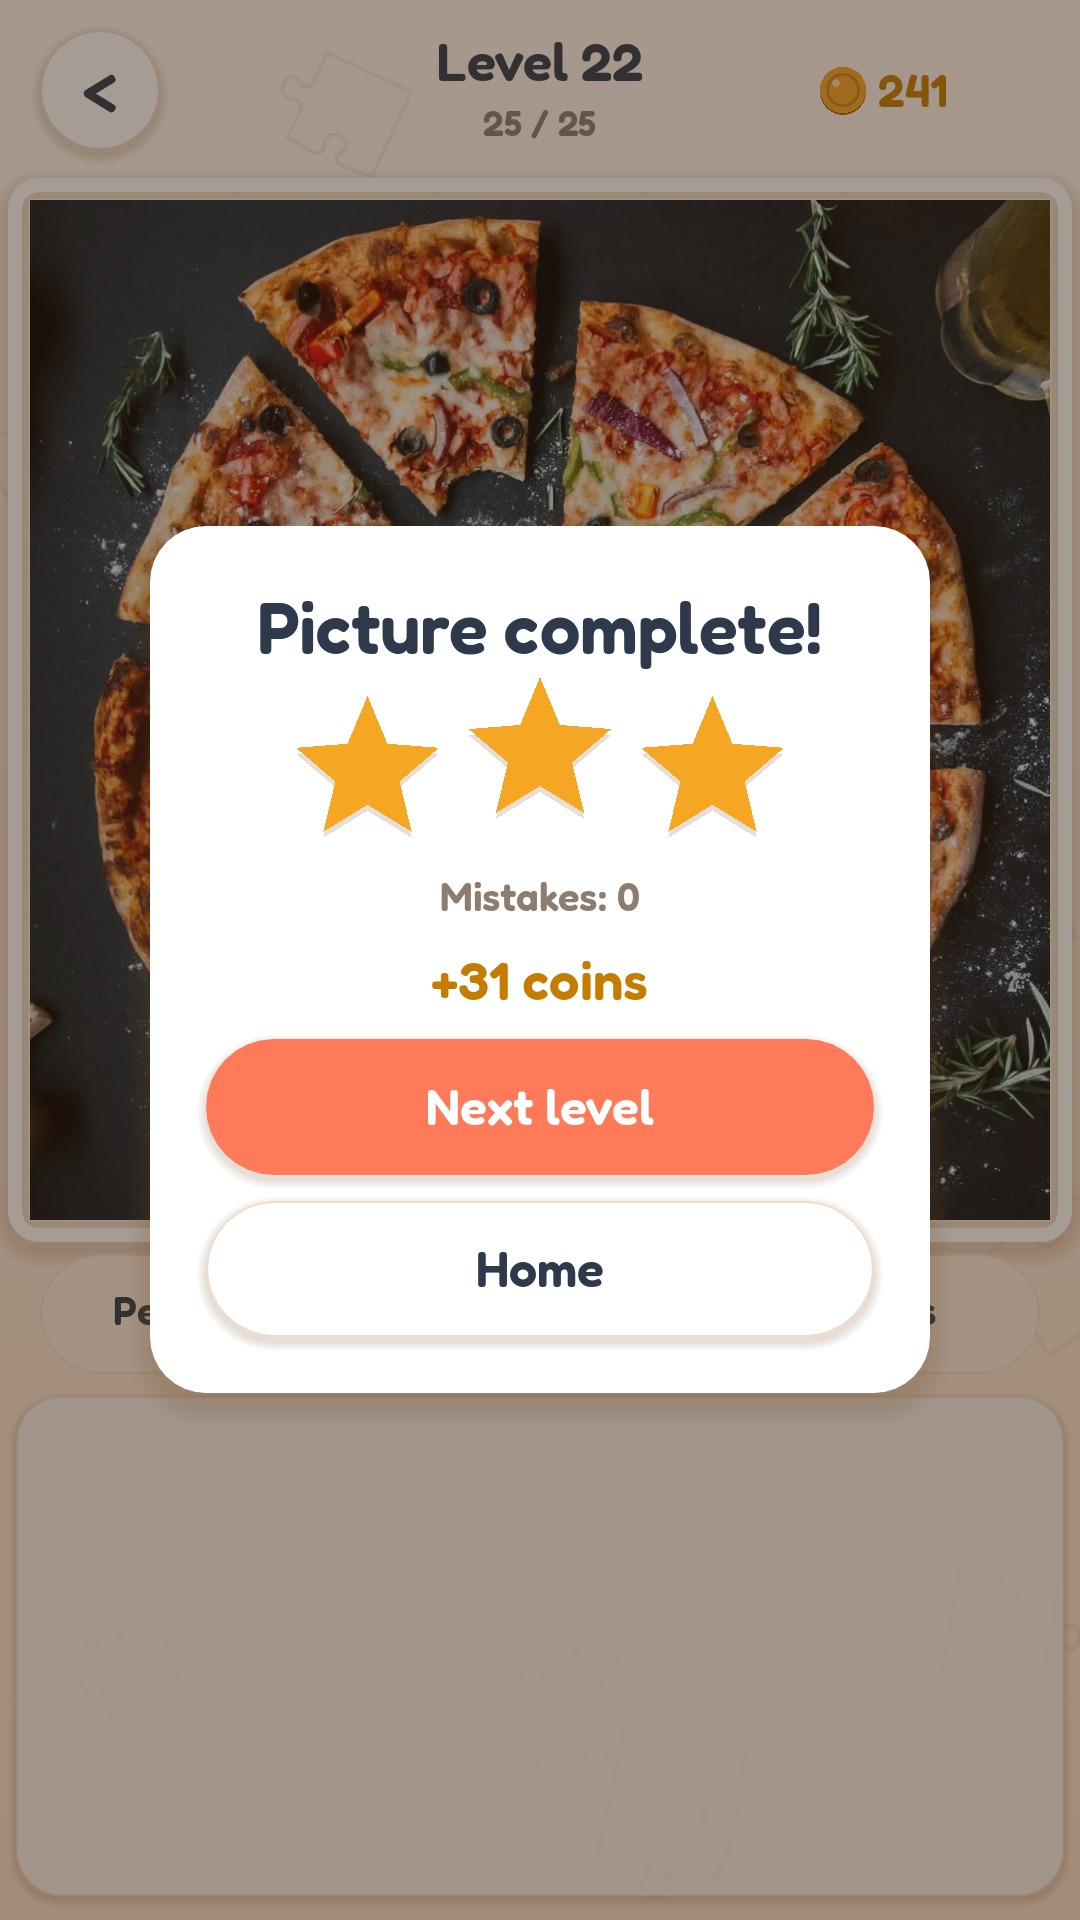 <
Level 22
25 / 25
241
Picture complete!
Mistakes: 0
+31 coins
Next level
Home